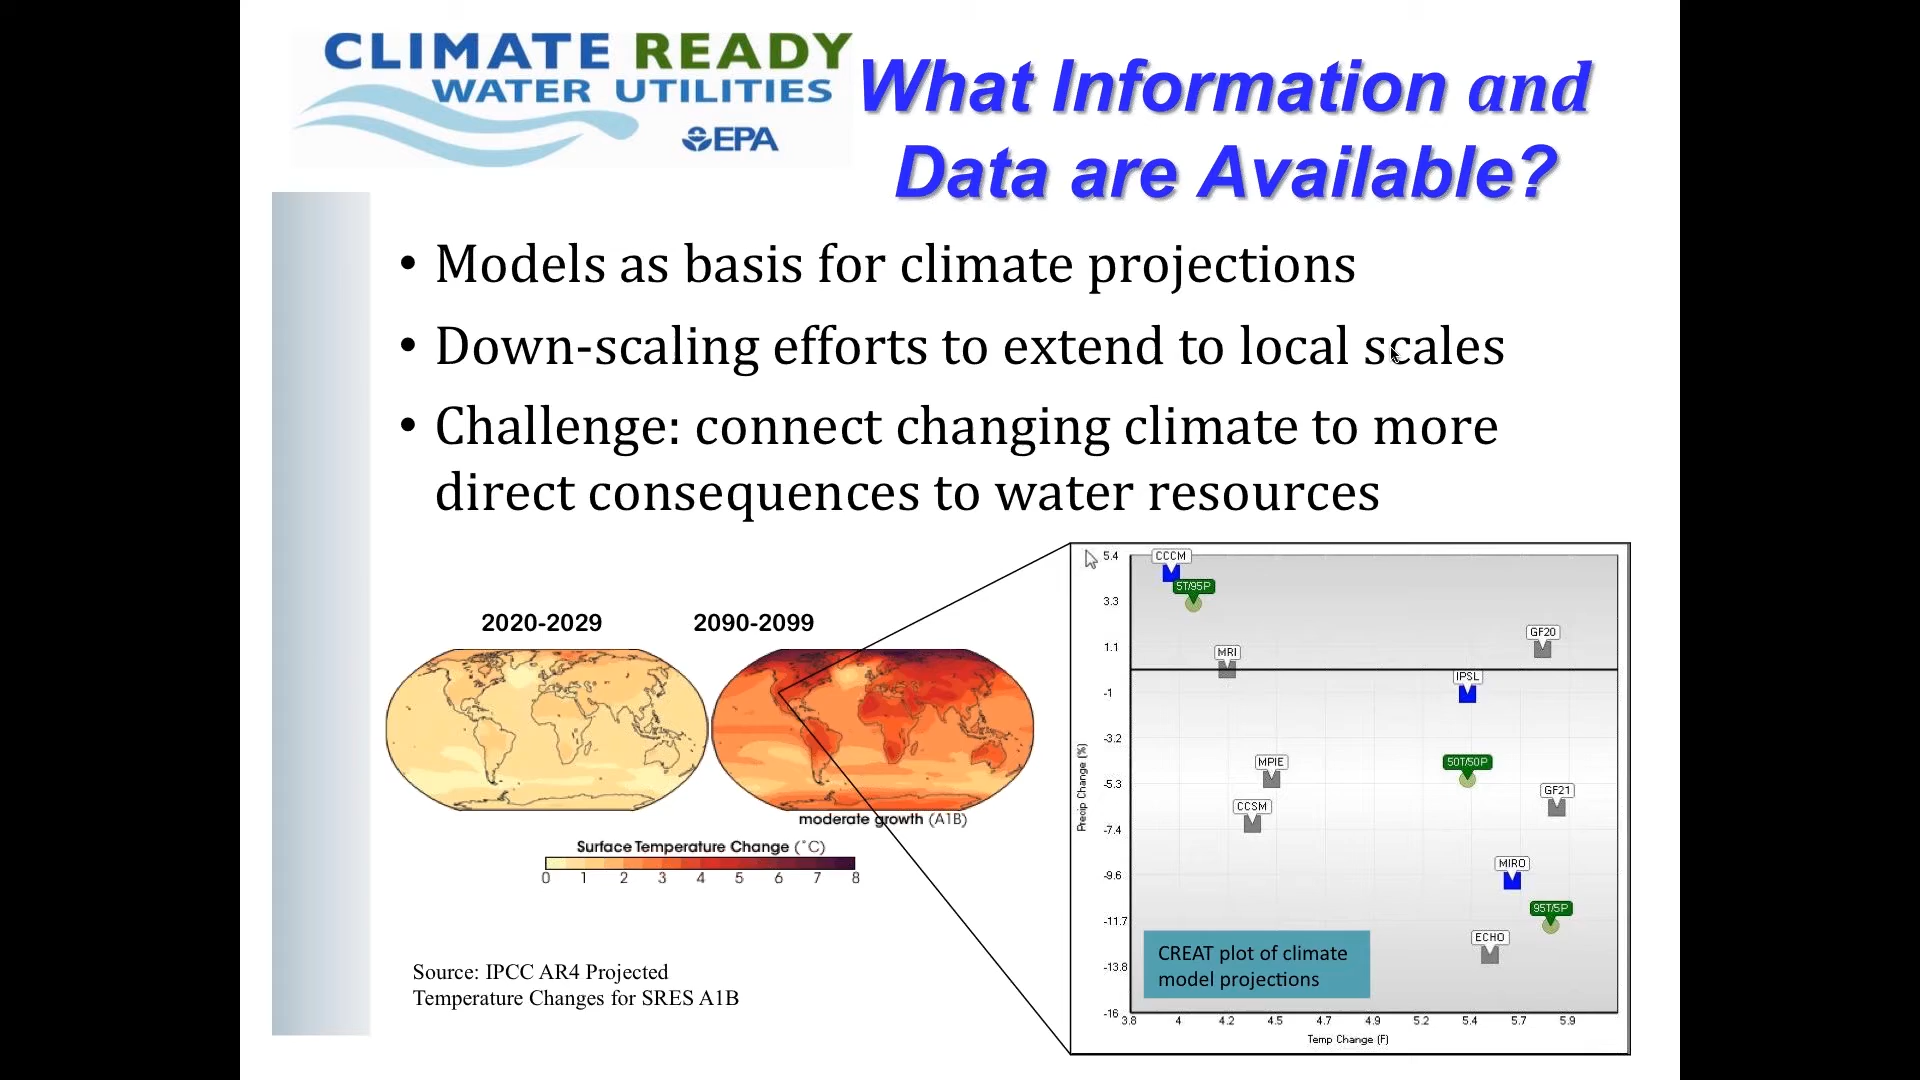 CLIMATE READY
WATER UTILITIES
EPA
What Information and
Data are Available?
• Models as basis for climate projections
• Down-scaling efforts to extend to local scales
• Challenge: connect changing climate to more
direct consequences to water resources
2020-2029
2090-2099
moderate growth (A1B)
Surface Temperature Change (˚C)
0 1 2 3 4 5 6 7 8
Source: IPCC AR4 Projected
Temperature Changes for SRES A1B
Precip Change (%)
5.4
3.3
1.1
-1
-3.2
-5.3
-7.4
-9.6
-11.7
-13.8
-16
CCCM
5T/95P
GF20
MRI
IPSL
MPIE
50T/50P
GF21
CCSM
MIRO
95T/5P
ECHO
CREAT plot of climate
model projections
3.8 4 4.2 4.5 4.7 4.9 5.2 5.4 5.7 5.9
Temp Change (F)